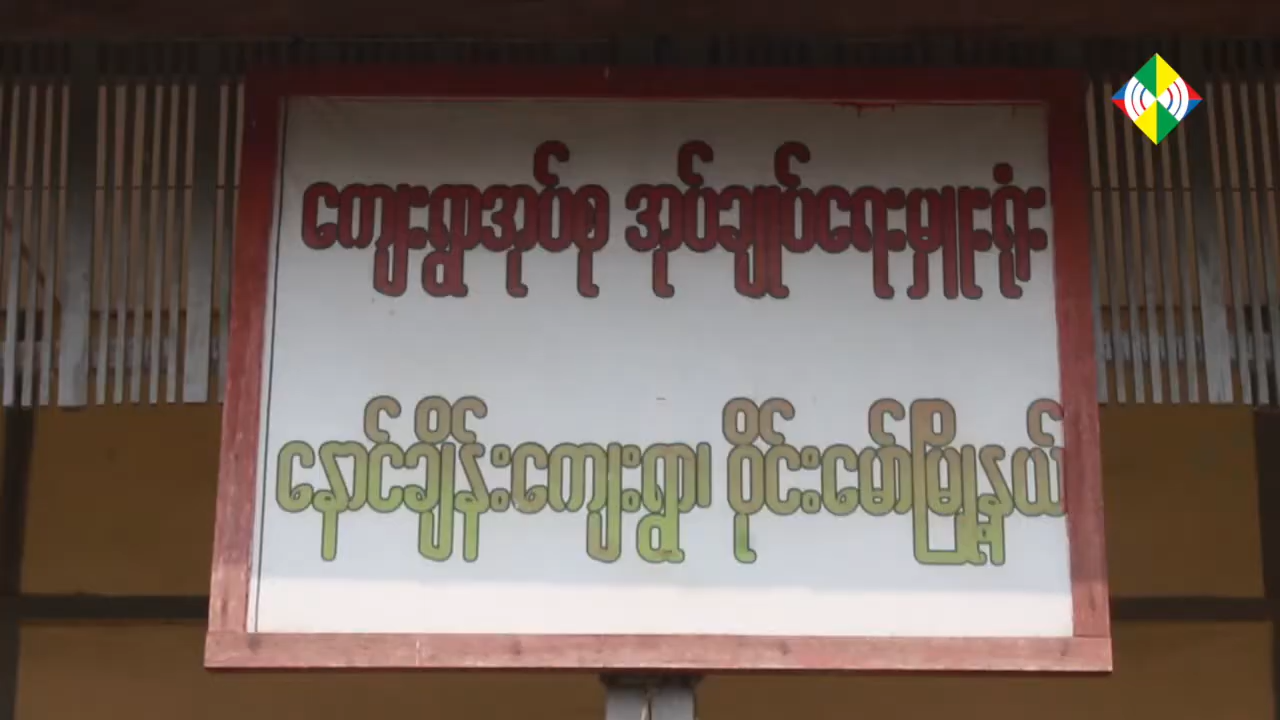 ကျေးရွာအုပ်စု အုပ်ချုပ်ရေးမှူးရုံး
နောင်ချိန်းကျေးရွာ၊ ဝိုင်းမော်မြို့နယ်